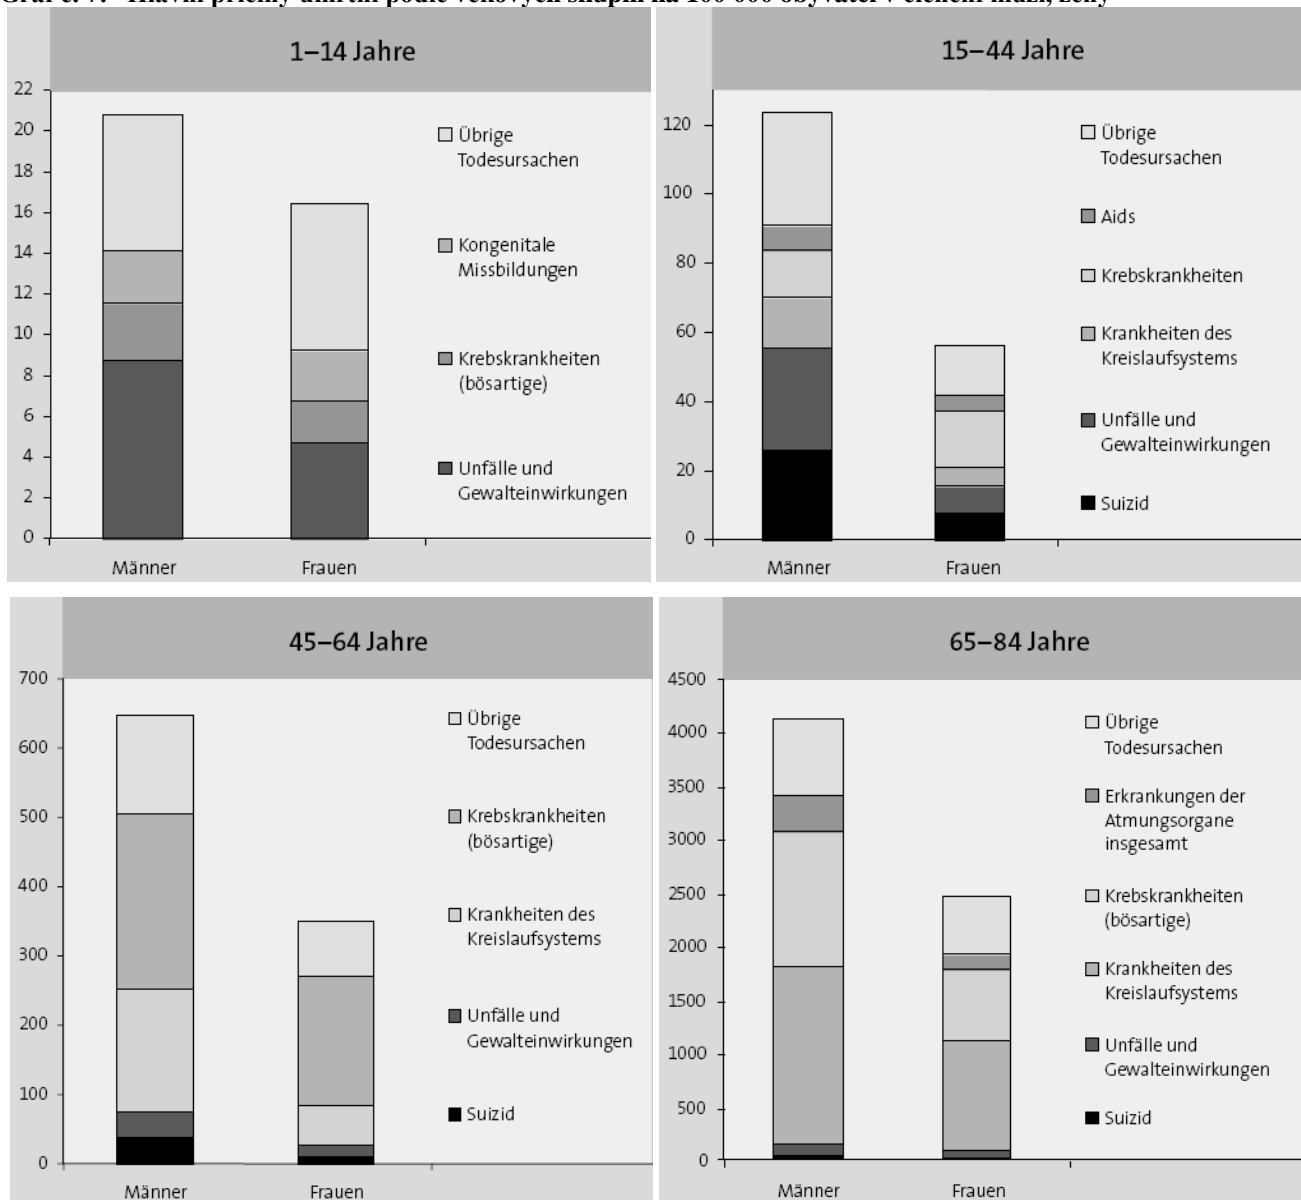 Graf č. 7: Hlavní příčiny úmrtní podle věkových skupin na 100 000 obyvatel v členění muži, ženy
1–14 Jahre
22
20
18
16
14
12
10
8
6
4
2
0
Männer
Frauen
Übrige
Todesursachen
Kongenitale
Missbildungen
Krebskrankheiten
(bösartige)
Unfälle und
Gewalteinwirkungen
15–44 Jahre
120
100
80
60
40
20
0
Männer
Frauen
Übrige
Todesursachen
Aids
Krebskrankheiten
Krankheiten des
Kreislaufsystems
Unfälle und
Gewalteinwirkungen
Suizid
45–64 Jahre
700
600
500
400
300
200
100
0
Männer
Frauen
Übrige
Todesursachen
Krebskrankheiten
(bösartige)
Krankheiten des
Kreislaufsystems
Unfälle und
Gewalteinwirkungen
Suizid
65–84 Jahre
4500
4000
3500
3000
2500
2000
1500
1000
500
0
Männer
Frauen
Übrige
Todesursachen
Erkrankungen der
Atmungsorgane
insgesamt
Krebskrankheiten
(bösartige)
Krankheiten des
Kreislaufsystems
Unfälle und
Gewalteinwirkungen
Suizid